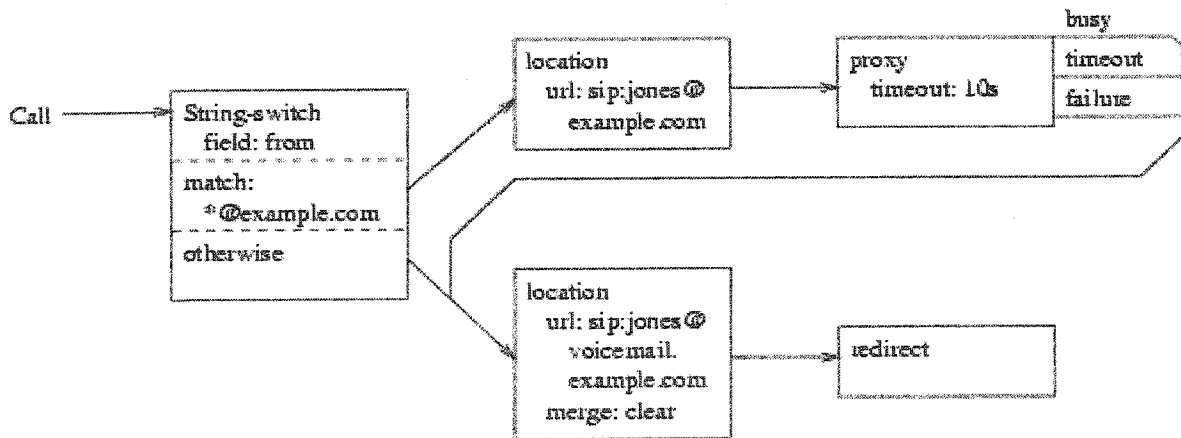 Call
String-switch
field: from
match:
*@example.com
otherwise
location
url: sip:jones@
example.com
proxy
timeout: 10s
busy
timeout
failure
location
url: sip:jones@
voicemail.
example.com
merge: clear
redirect